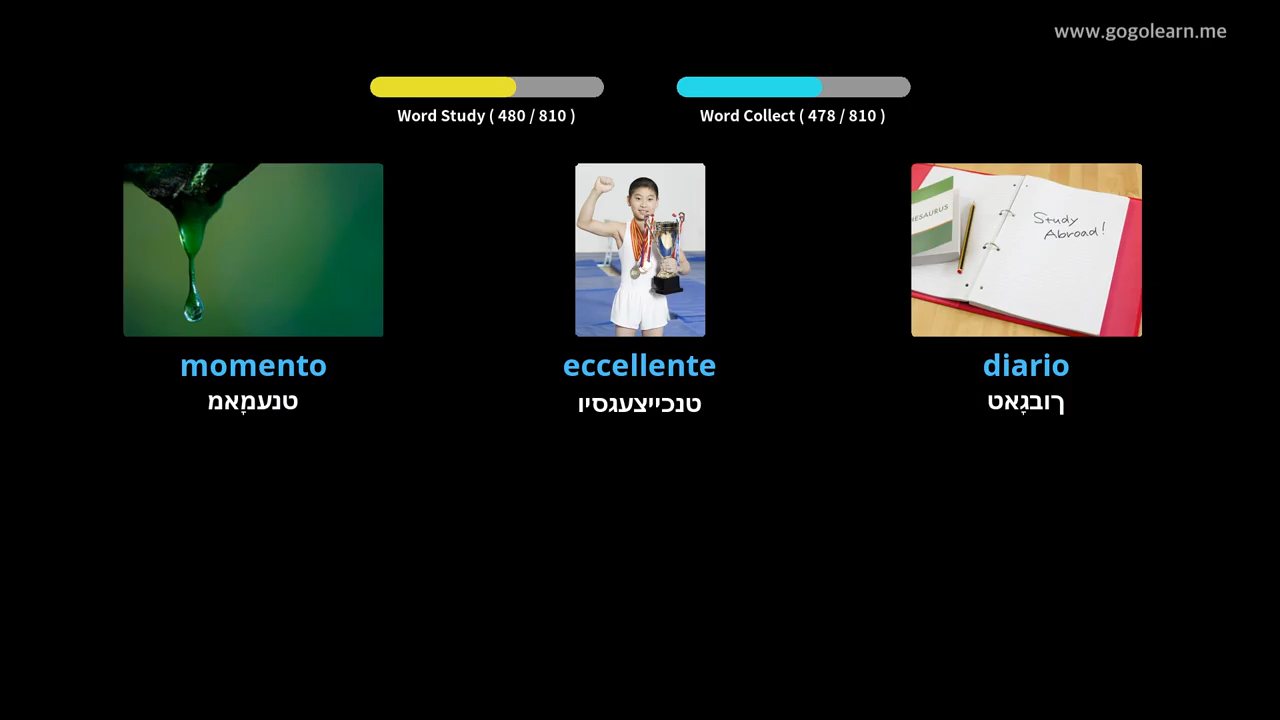 www.gogolearn.me
Word Study ( 480 / 810 )
Word Collect ( 478 / 810 )
THESAURUS
Study
Abroad!
momento
eccellente
diario
טנעמָאמ
טנכייצעגסיו
ךובגָאט